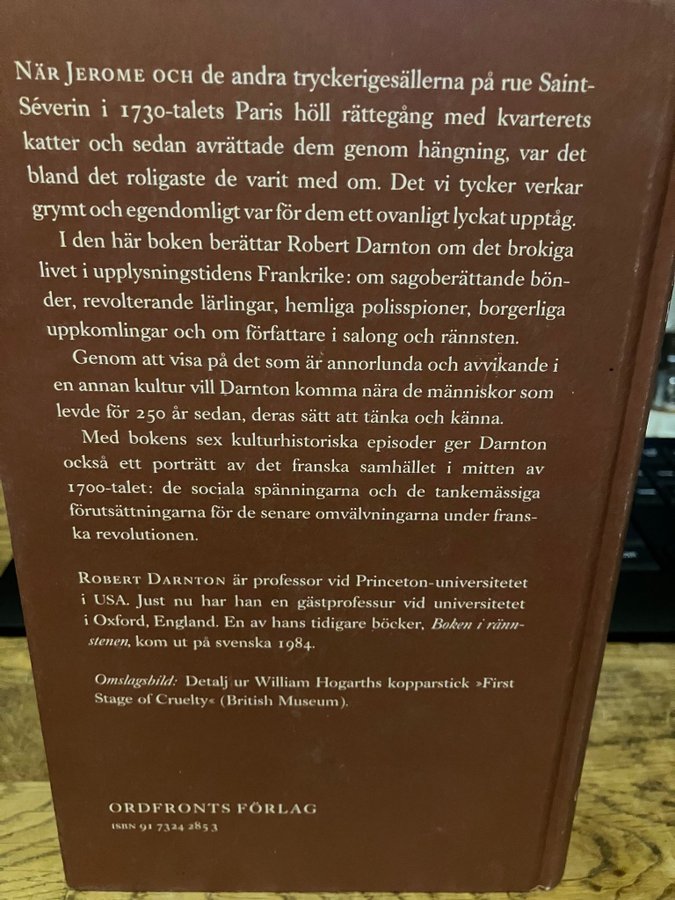 NÄR JEROME OCH de andra tryckerigesällerna på rue Saint-
Séverin i 1730-talets Paris höll rättegång med kvarterets
katter och sedan avrättade dem genom hängning, var det
bland det roligaste de varit med om. Det vi tycker verkar
grymt och egendomligt var för dem ett ovanligt lyckat upptåg.
I den här boken berättar Robert Darnton om det brokiga
livet i upplysningstidens Frankrike: om sagoberättande bön-
der, revolterande lärlingar, hemliga polisspioner, borgerliga
uppkomlingar och om författare i salong och rännsten.
Genom att visa på det som är annorlunda och avvikande i
en annan kultur vill Darnton komma nära de människor som
levde för 250 år sedan, deras sätt att tänka och känna.
Med bokens sex kulturhistoriska episoder ger Darnton
också ett porträtt av det franska samhället i mitten av
1700-talet: de sociala spänningarna och de tankemässiga
förutsättningarna för de senare omvälvningarna under frans-
ka revolutionen.
ROBERT DARNTON är professor vid Princeton-universitetet
i USA. Just nu har han en gästprofessur vid universitetet
i Oxford, England. En av hans tidigare böcker, Boken i ränn-
stenen, kom ut på svenska 1984.
Omslagsbild: Detalj ur William Hogarths kopparstick »First
Stage of Cruelty« (British Museum).
ORDFRONTS FÖRLAG
ISBN 91 7324 285 3